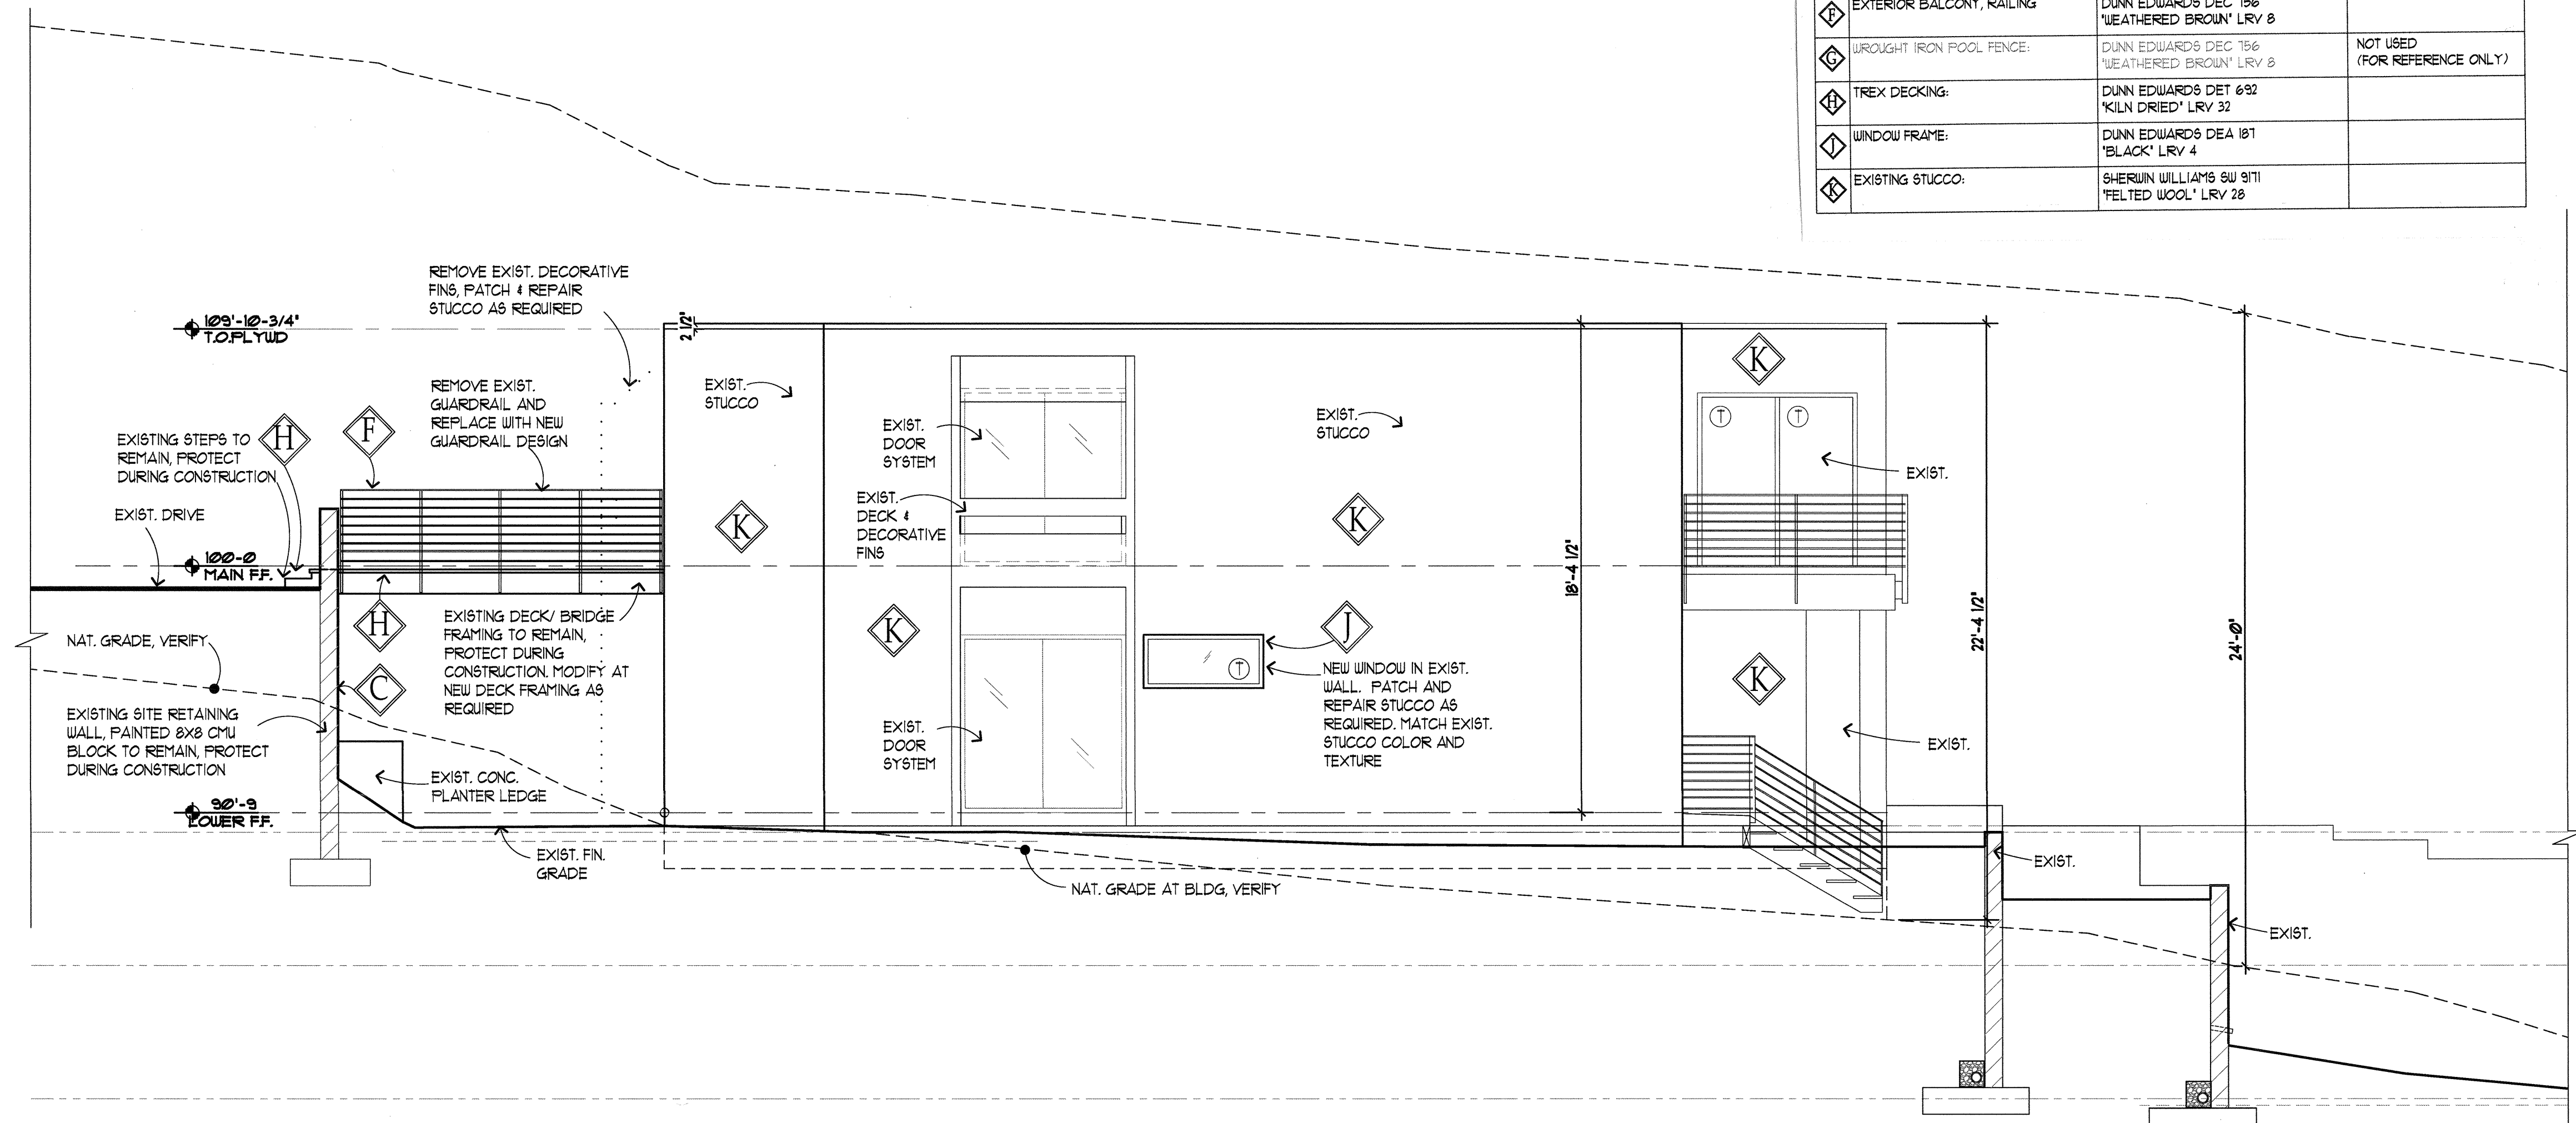 EXTERIOR BALCONY, RAILING
DUNN EDWARDS DEC 756
"WEATHERED BROWN" LRV 8
F
G
WROUGHT IRON POOL FENCE:
DUNN EDWARDS DEC 756
"WEATHERED BROWN" LRV 8
NOT USED
(FOR REFERENCE ONLY)
H
TREX DECKING:
DUNN EDWARDS DET 692
"KILN DRIED" LRV 32
J
WINDOW FRAME:
DUNN EDWARDS DEA 187
"BLACK" LRV 4
K
EXISTING STUCCO:
SHERWIN WILLIAMS SW 9171
"FELTED WOOL" LRV 28
REMOVE EXIST. DECORATIVE
FINS, PATCH & REPAIR
STUCCO AS REQUIRED
109'-10-3/4"
T.O.PLYWD
2 1/2"
REMOVE EXIST.
GUARDRAIL AND
REPLACE WITH NEW
GUARDRAIL DESIGN
EXIST.
STUCCO
EXIST.
STUCCO
K
T
T
EXISTING STEPS TO
REMAIN, PROTECT
DURING CONSTRUCTION
H
F
EXIST.
DOOR
SYSTEM
EXIST.
EXIST. DRIVE
EXIST.
DECK &
DECORATIVE
FINS
K
K
100-0
MAIN F.F.
18'-4 1/2"
22'-4 1/2"
24'-0"
H
EXISTING DECK/ BRIDGE
FRAMING TO REMAIN,
PROTECT DURING
CONSTRUCTION. MODIFY AT
NEW DECK FRAMING AS
REQUIRED
K
J
T
NEW WINDOW IN EXIST.
WALL. PATCH AND
REPAIR STUCCO AS
REQUIRED. MATCH EXIST.
STUCCO COLOR AND
TEXTURE
K
NAT. GRADE, VERIFY
C
EXISTING SITE RETAINING
WALL, PAINTED 8X8 CMU
BLOCK TO REMAIN, PROTECT
DURING CONSTRUCTION
EXIST.
DOOR
SYSTEM
EXIST.
EXIST. CONC.
PLANTER LEDGE
90'-9
LOWER F.F.
EXIST. FIN.
GRADE
NAT. GRADE AT BLDG, VERIFY
EXIST.
EXIST.